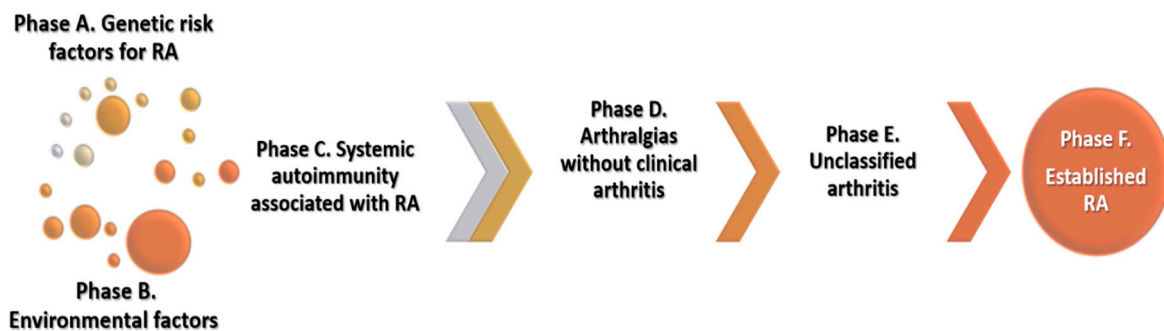 Phase A. Genetic risk
factors for RA
Phase B.
Environmental factors
Phase C. Systemic
autoimmunity
associated with RA
Phase D.
Arthralgias
without clinical
arthritis
Phase E.
Unclassified
arthritis
Phase F.
Established
RA